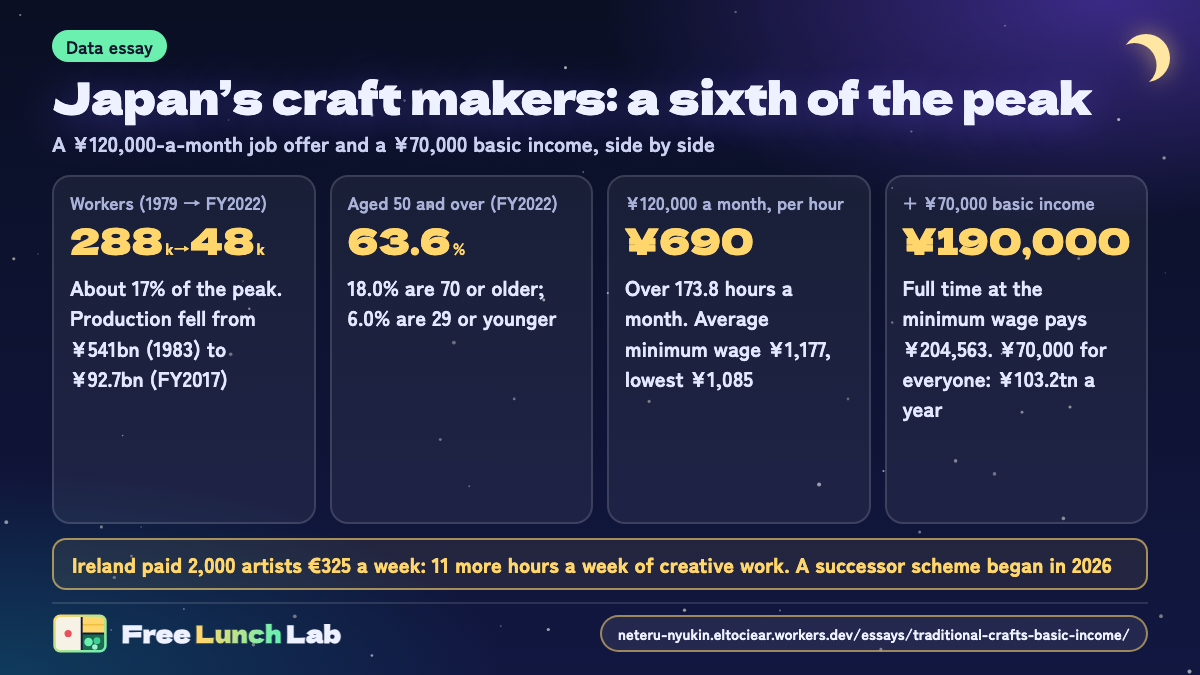 Data essay
Japan's craft makers: a sixth of the peak
A ¥120,000-a-month job offer and a ¥70,000 basic income, side by side
Workers (1979 → FY2022)
288k→48k
About 17% of the peak.
Production fell from
¥541bn (1983) to
¥92.7bn (FY2017)
Aged 50 and over (FY2022)
63.6%
18.0% are 70 or older;
6.0% are 29 or younger
¥120,000 a month, per hour
¥690
Over 173.8 hours a
month. Average
minimum wage ¥1,177,
lowest ¥1,085
+ ¥70,000 basic income
¥190,000
Full time at the
minimum wage pays
¥204,563. ¥70,000 for
everyone: ¥103.2tn a
year
Ireland paid 2,000 artists €325 a week: 11 more hours a week of creative work. A successor scheme began in 2026
Free Lunch Lab
neteru-nyukin.eltociear.workers.dev/essays/traditional-crafts-basic-income/